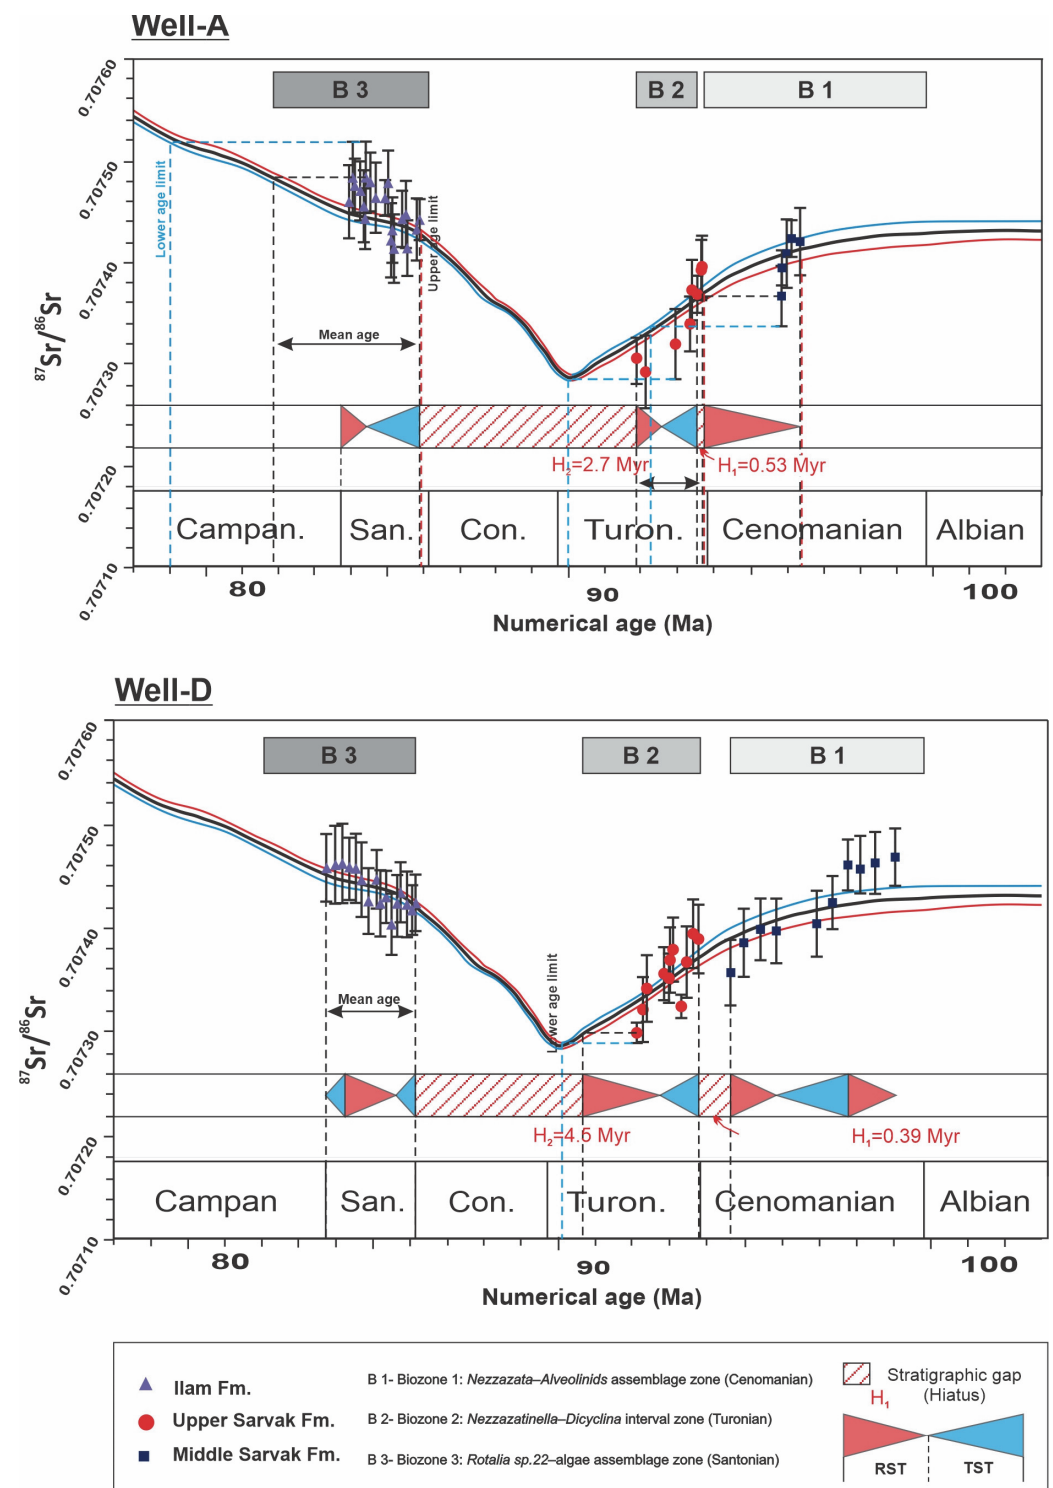 Well-A
0.70760
0.70750
0.70740
0.70730
0.70720
0.70710
87Sr/86Sr
B 3
B 2
B 1
Lower age limit
Upper age limit
Mean age
H2=2.7 Myr
H1=0.53 Myr
Campan.
San.
Con.
Turon.
Cenomanian
Albian
80
90
100
Numerical age (Ma)
Well-D
0.70760
0.70750
0.70740
0.70730
0.70720
0.70710
87Sr/86Sr
B 3
B 2
B 1
Mean age
Lower age limit
H2=4.5 Myr
H1=0.39 Myr
Campan
San.
Con.
Turon.
Cenomanian
Albian
80
90
100
Numerical age (Ma)
Ilam Fm.
Upper Sarvak Fm.
Middle Sarvak Fm.
B 1- Biozone 1: Nezzazata–Alveolinids assemblage zone (Cenomanian)
B 2- Biozone 2: Nezzazatinella–Dicyclina interval zone (Turonian)
B 3- Biozone 3: Rotalia sp.22–algae assemblage zone (Santonian)
Stratigraphic gap
(Hiatus)
H1
RST
TST